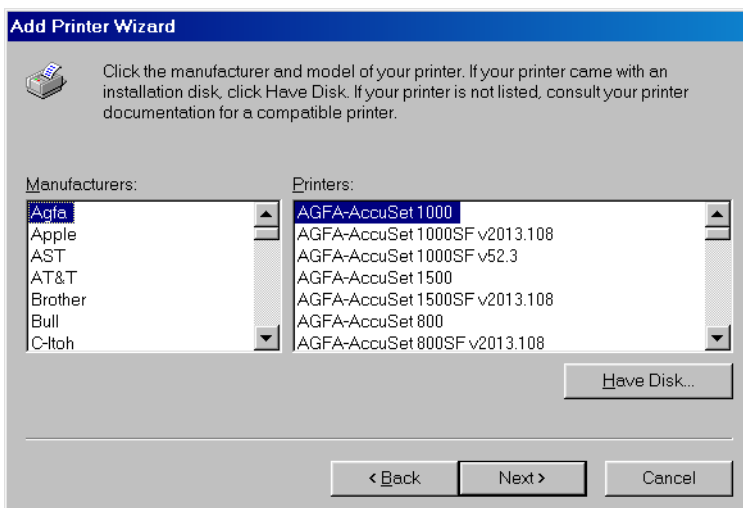 Add Printer Wizard
Click the manufacturer and model of your printer. If your printer came with an
installation disk, click Have Disk. If your printer is not listed, consult your printer
documentation for a compatible printer.
Manufacturers:
Agfa
Apple
AST
AT&T
Brother
Bull
C-Itoh
Printers:
AGFA-AccuSet 1000
AGFA-AccuSet 1000SF v2013.108
AGFA-AccuSet 1000SF v52.3
AGFA-AccuSet 1500
AGFA-AccuSet 1500SF v2013.108
AGFA-AccuSet 800
AGFA-AccuSet 800SF v2013.108
Have Disk...
< Back
Next >
Cancel